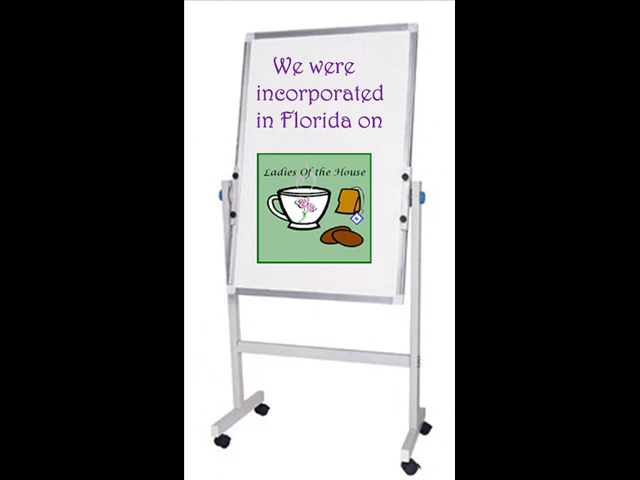 We were
incorporated
in Florida on
Ladies Of the House